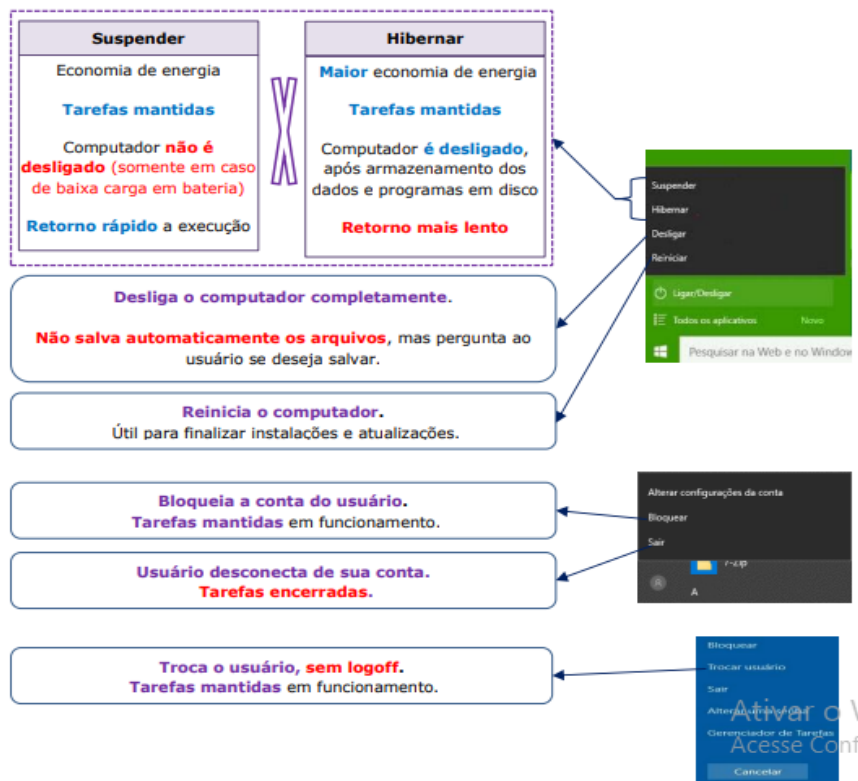 Suspender
Economia de energia
Tarefas mantidas
Computador não é
desligado (somente em caso
de baixa carga em bateria)
Retorno rápido a execução
X
Hibernar
Maior economia de energia
Tarefas mantidas
Computador é desligado,
após armazenamento dos
dados e programas em disco
Retorno mais lento
Suspender
Hibernar
Desligar
Reiniciar
Ligar/Desligar
Todos os aplicativos Novo
Pesquisar na Web e no Window
Desliga o computador completamente.
Não salva automaticamente os arquivos, mas pergunta ao
usuário se deseja salvar.
Reinicia o computador.
Útil para finalizar instalações e atualizações.
Bloqueia a conta do usuário.
Tarefas mantidas em funcionamento.
Usuário desconecta de sua conta.
Tarefas encerradas.
Alterar configurações da conta
Bloquear
Sair
7-Zip
A
Troca o usuário, sem logoff.
Tarefas mantidas em funcionamento.
Bloquear
Trocar usuário
Sair
Alterar uma senha
Gerenciador de Tarefas
Cancelar
Ativar o
Acesse Conf